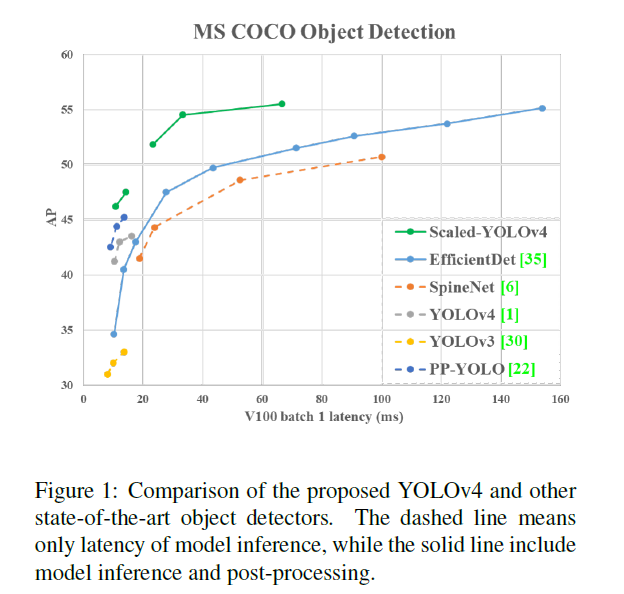 MS COCO Object Detection
60
55
50
45
40
35
30
AP
0 20 40 60 80 100 120 140 160
V100 batch 1 latency (ms)
Scaled-YOLOv4
EfficientDet [35]
SpineNet [6]
YOLOv4 [1]
YOLOv3 [30]
PP-YOLO [22]
Figure 1: Comparison of the proposed YOLOv4 and other
state-of-the-art object detectors. The dashed line means
only latency of model inference, while the solid line include
model inference and post-processing.